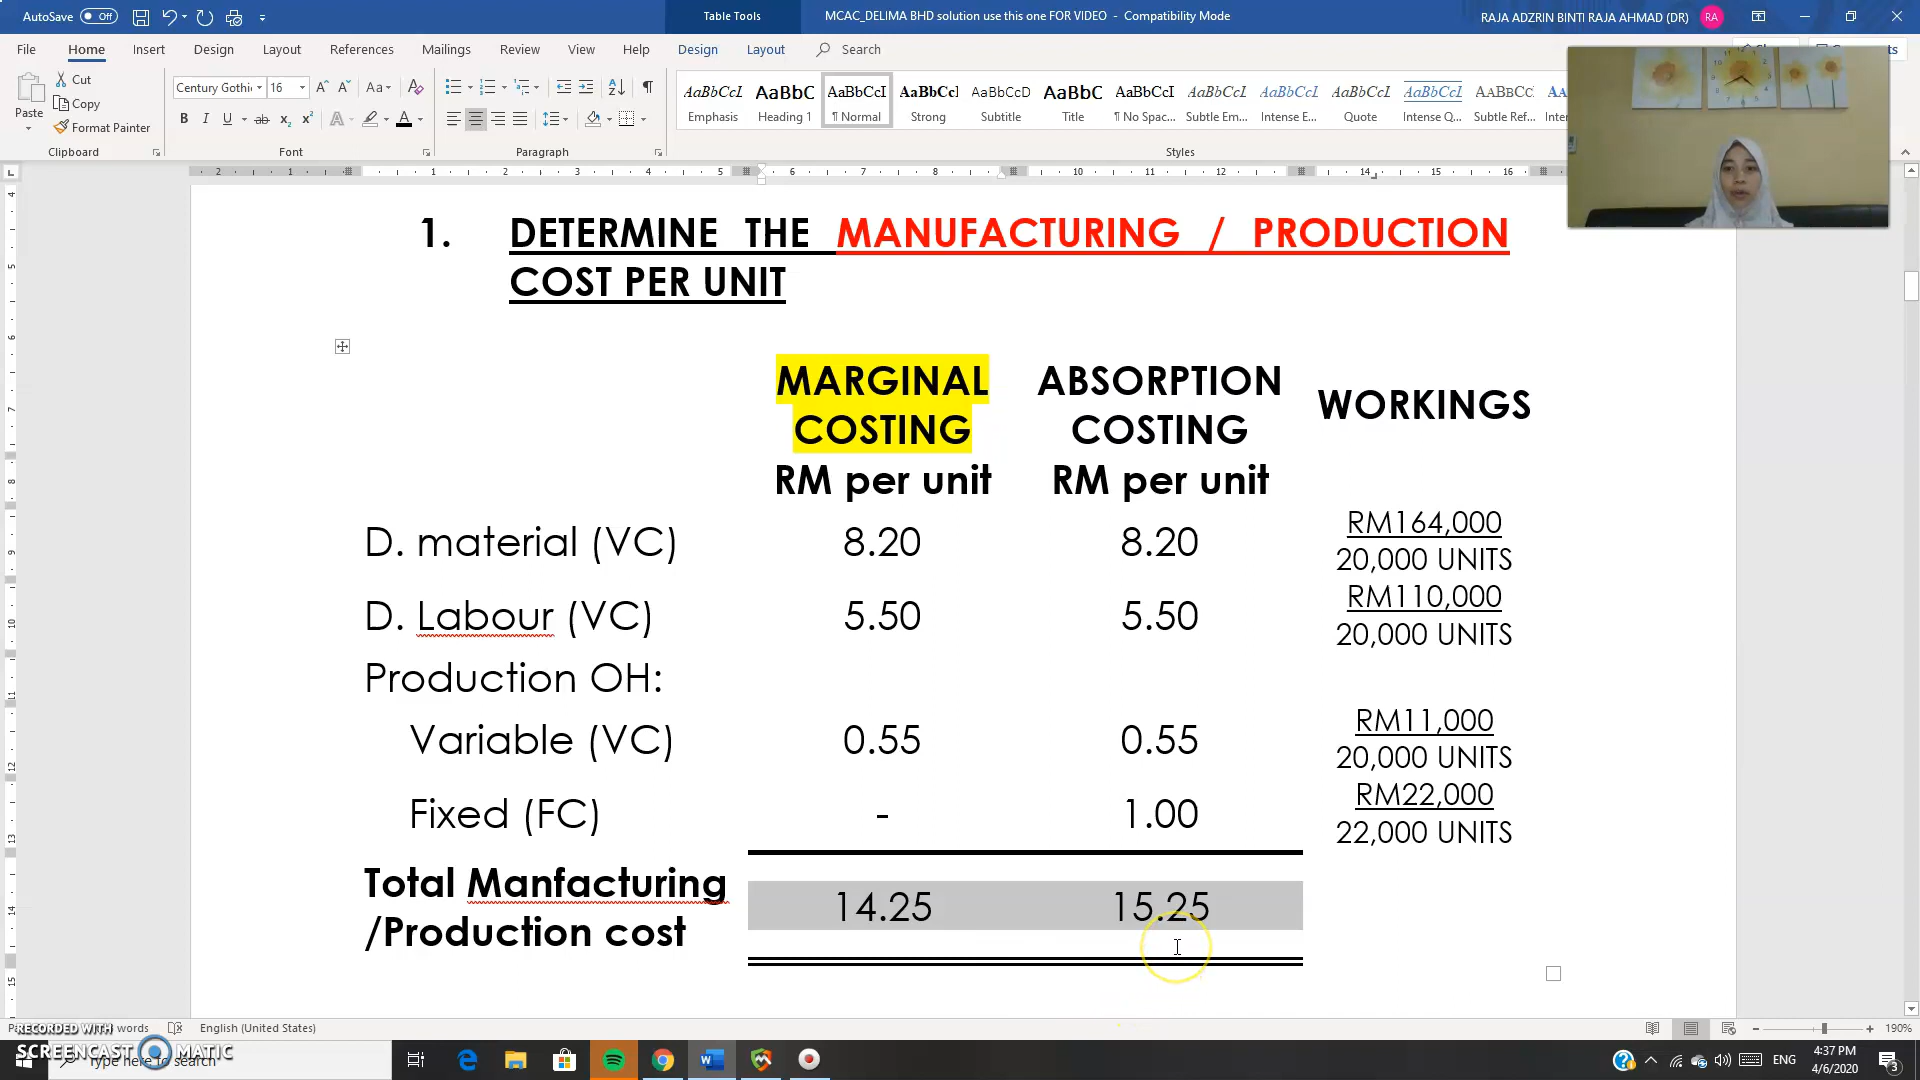 AutoSave Off
Table Tools
MCAC_DELIMA BHD solution use this one FOR VIDEO - Compatibility Mode
RAJA ADZRIN BINTI RAJA AHMAD (DR) RA
File Home Insert Design Layout References Mailings Review View Help Design Layout Search
Paste
Cut
Copy
Format Painter
Clipboard
Century Gothi 16
Font
Paragraph
AaBbCcI AaBbC AaBbCcI AaBbCcI AaBbCcD AaBbC AaBbCcI AaBbCcI AaBbCcI AaBbCcI AaBbCcI AABBCC
Emphasis Heading 1 ¶ Normal Strong Subtitle Title ¶ No Spac... Subtle Em... Intense E... Quote Intense Q... Subtle Ref...
Styles
1. DETERMINE THE MANUFACTURING / PRODUCTION
COST PER UNIT
MARGINAL COSTING RM per unit
ABSORPTION COSTING RM per unit
WORKINGS
D. material (VC) 8.20 8.20 RM164,000
20,000 UNITS
D. Labour (VC) 5.50 5.50 RM110,000
20,000 UNITS
Production OH:
Variable (VC) 0.55 0.55 RM11,000
20,000 UNITS
Fixed (FC) - 1.00 RM22,000
22,000 UNITS
Total Manfacturing
/Production cost 14.25 15.25
words English (United States)
190%
RECORDED WITH
SCREENCAST MATIC
Type here to search
ENG
4:37 PM
4/6/2020
3